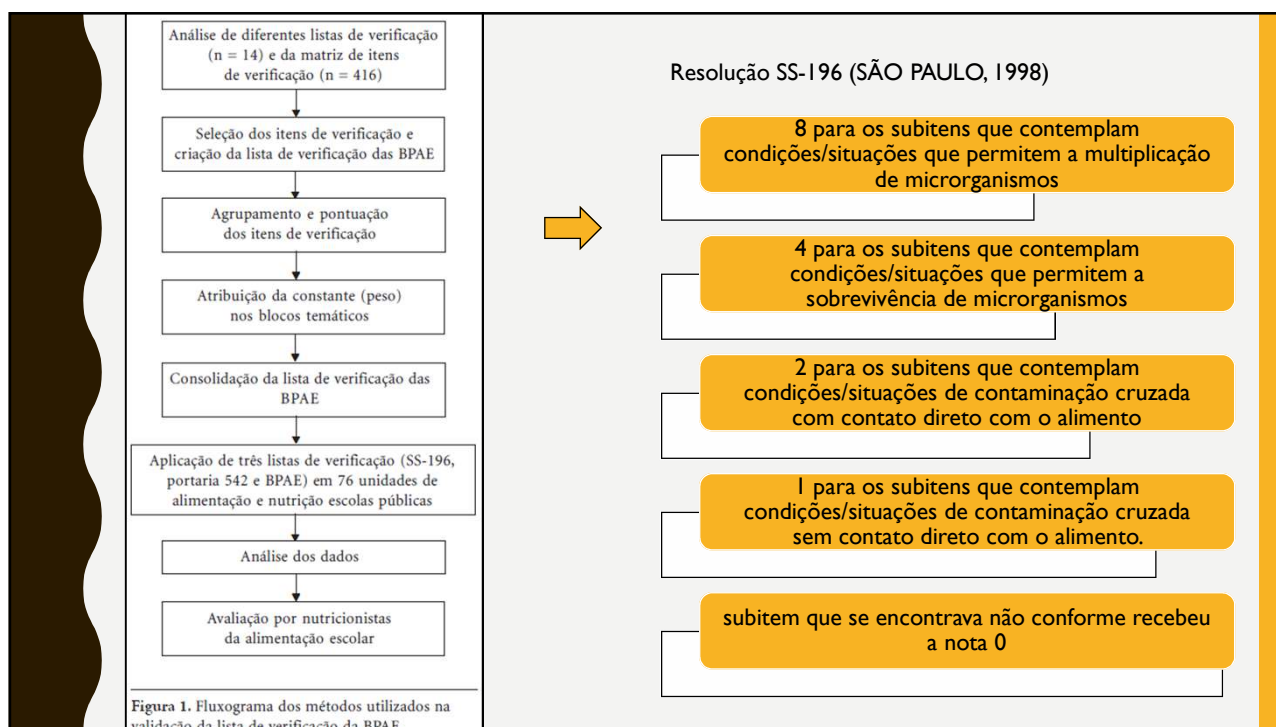 Análise de diferentes listas de verificação
(n = 14) e da matriz de itens
de verificação (n = 416)
Seleção dos itens de verificação e
criação da lista de verificação das BPAE
Agrupamento e pontuação
dos itens de verificação
Atribuição da constante (peso)
nos blocos temáticos
Consolidação da lista de verificação das
BPAE
Aplicação de três listas de verificação (SS-196,
portaria 542 e BPAE) em 76 unidades de
alimentação e nutrição escolas públicas
Análise dos dados
Avaliação por nutricionistas
da alimentação escolar
Figura 1. Fluxograma dos métodos utilizados na
validação da lista de verificação da BPAE
Resolução SS-196 (SÃO PAULO, 1998)
8 para os subitens que contemplam
condições/situações que permitem a multiplicação
de microrganismos
4 para os subitens que contemplam
condições/situações que permitem a
sobrevivência de microrganismos
2 para os subitens que contemplam
condições/situações de contaminação cruzada
com contato direto com o alimento
1 para os subitens que contemplam
condições/situações de contaminação cruzada
sem contato direto com o alimento.
subitem que se encontrava não conforme recebeu
a nota 0